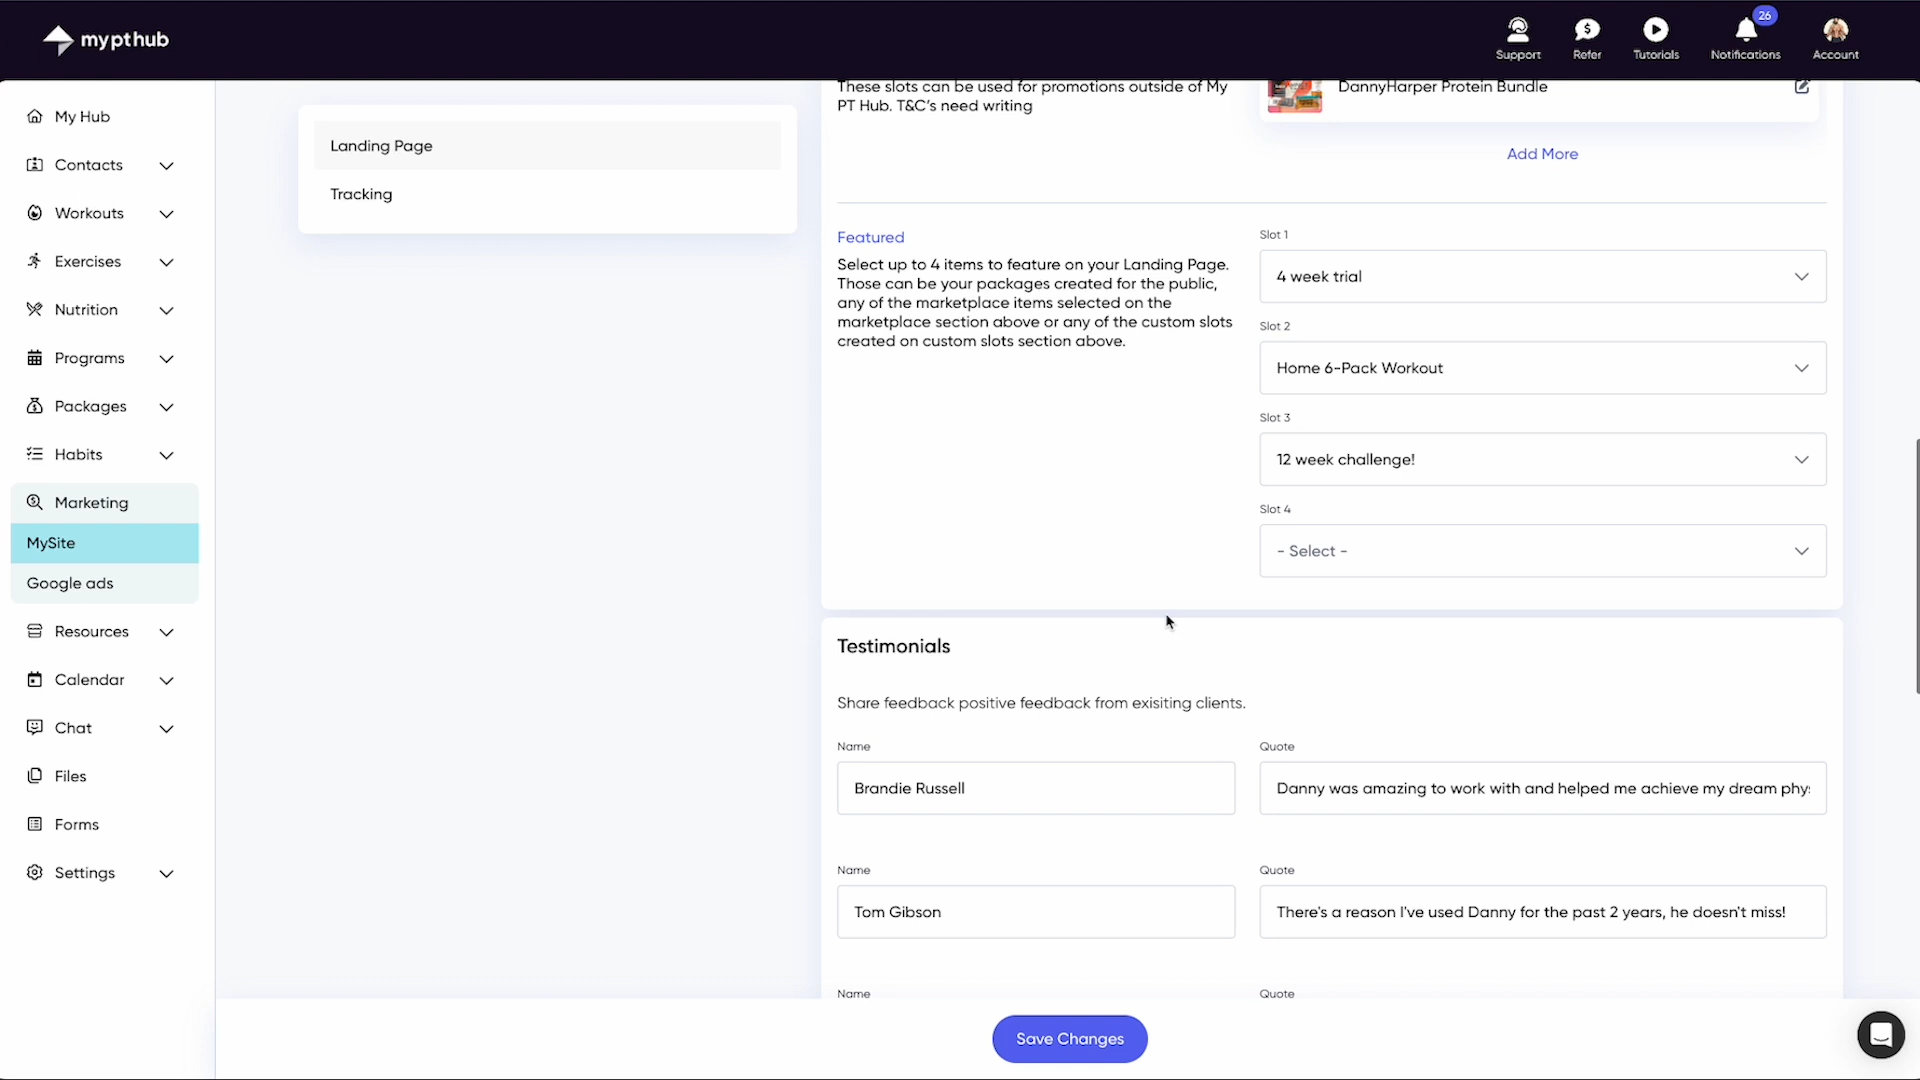 my pt hub
26
Support
Refer
Tutorials
Notifications
Account
My Hub
Contacts
Workouts
Exercises
Nutrition
Programs
Packages
Habits
Marketing
MySite
Google ads
Resources
Calendar
Chat
Files
Forms
Settings
Landing Page
Tracking
These slots can be used for promotions outside of My
PT Hub. T&C's need writing
DannyHarper Protein Bundle
Add More
Featured
Select up to 4 items to feature on your Landing Page.
Those can be your packages created for the public,
any of the marketplace items selected on the
marketplace section above or any of the custom slots
created on custom slots section above.
Slot 1
4 week trial
Slot 2
Home 6-Pack Workout
Slot 3
12 week challenge!
Slot 4
- Select -
Testimonials
Share feedback positive feedback from exisiting clients.
Name
Quote
Brandie Russell
Danny was amazing to work with and helped me achieve my dream phy
Name
Quote
Tom Gibson
There's a reason I've used Danny for the past 2 years, he doesn't miss!
Name
Quote
Save Changes